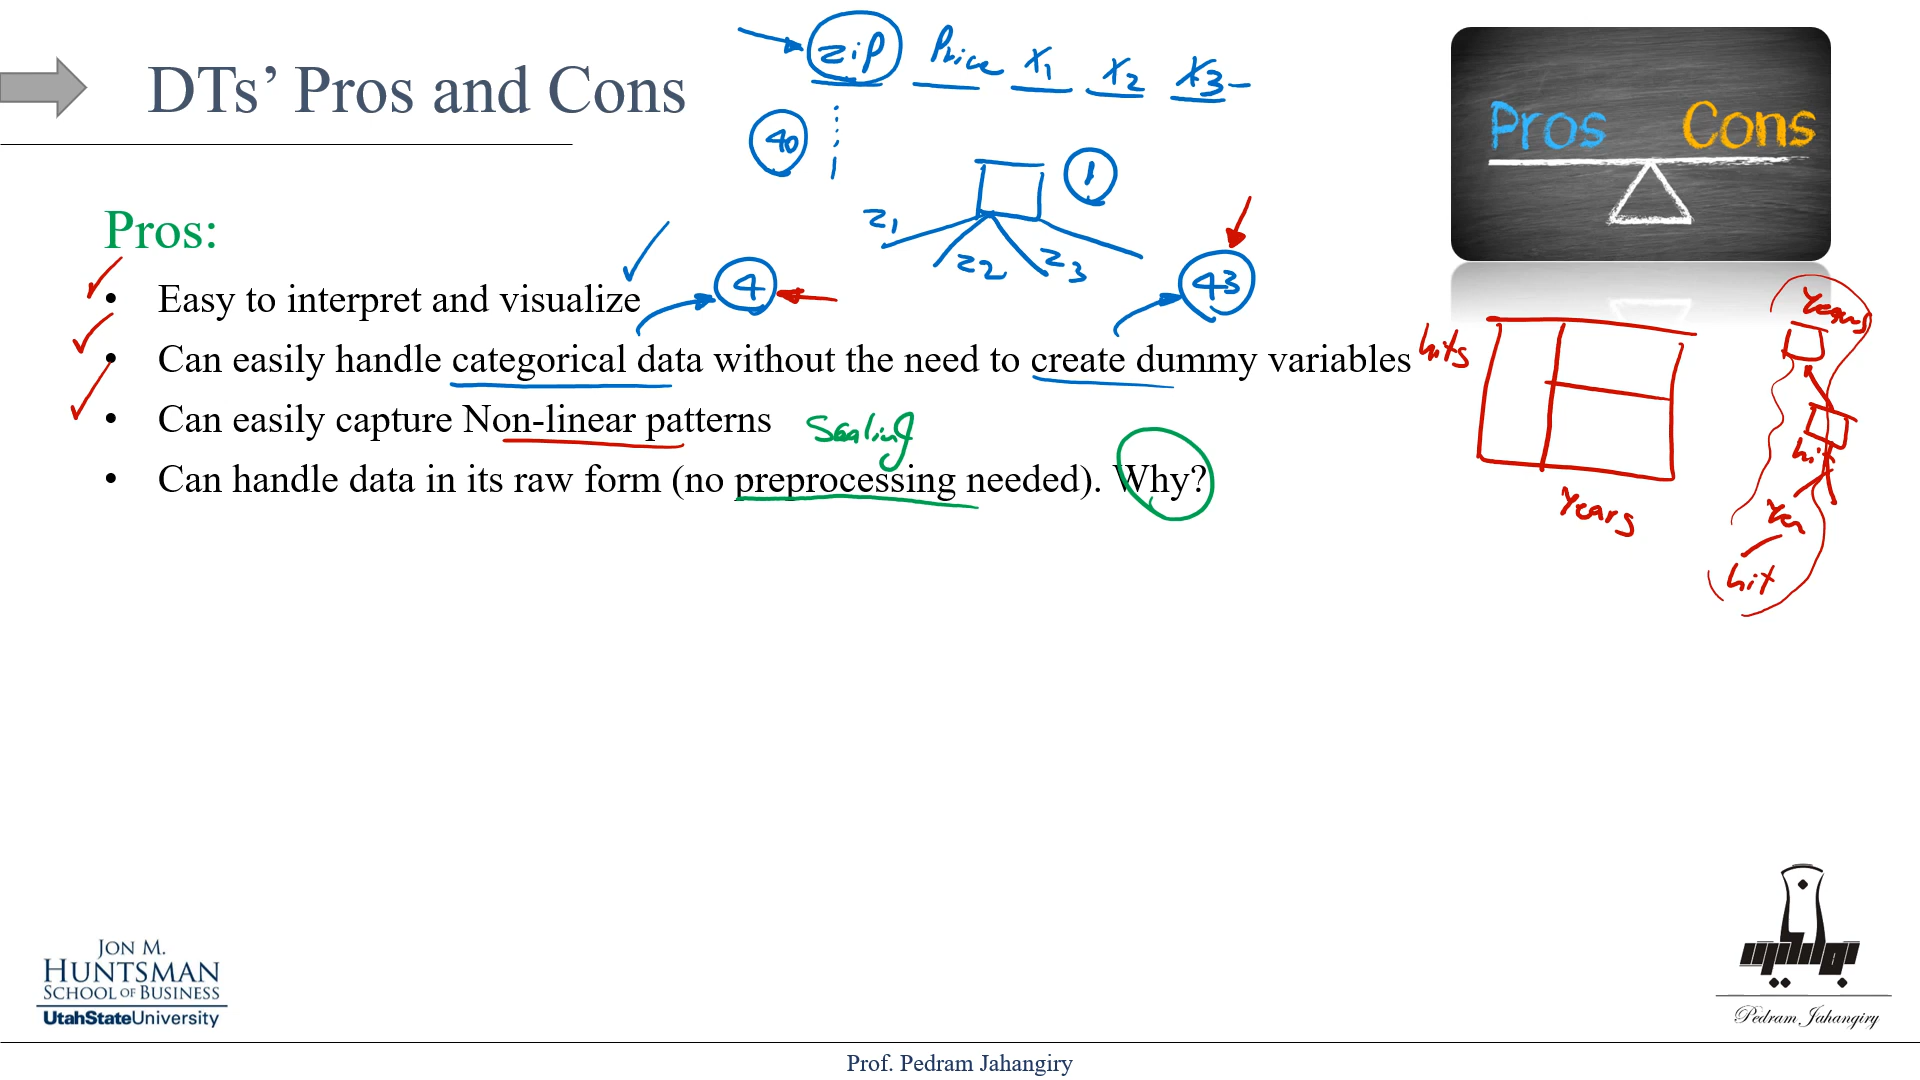 DTs’ Pros and Cons
zip Price X1 X2 X3
40
1
Pros Cons
z1 z2 z3
Pros:
4 43
• Easy to interpret and visualize
• Can easily handle categorical data without the need to create dummy variables
• Can easily capture Non-linear patterns
Scaling
• Can handle data in its raw form (no preprocessing needed). Why?
hits
Years
Years
hit
hit
JON M.
HUNTSMAN
SCHOOL OF BUSINESS
UtahStateUniversity
Pedram Jahangiry
Prof. Pedram Jahangiry